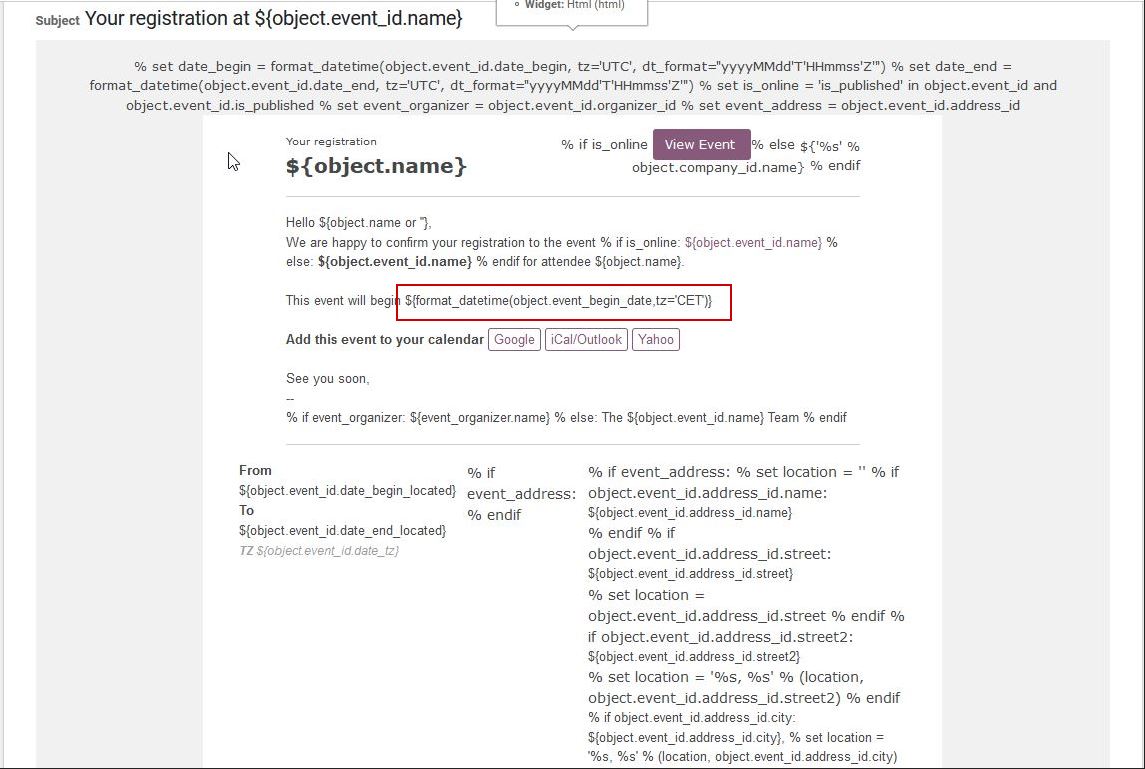 Widget: Html (html)
Subject Your registration at ${object.event_id.name}
% set date_begin = format_datetime(object.event_id.date_begin, tz='UTC', dt_format="yyyyMMdd'T'HHmmss'Z'") % set date_end =
format_datetime(object.event_id.date_end, tz='UTC', dt_format="yyyyMMdd'T'HHmmss'Z'") % set is_online = 'is_published' in object.event_id and
object.event_id.is_published % set event_organizer = object.event_id.organizer_id % set event_address = object.event_id.address_id
Your registration
${object.name}
% if is_online View Event % else ${'%s' %
object.company_id.name} % endif
Hello ${object.name or ''},
We are happy to confirm your registration to the event % if is_online: ${object.event_id.name} %
else: ${object.event_id.name} % endif for attendee ${object.name}.
This event will begin ${format_datetime(object.event_begin_date,tz='CET')}
Add this event to your calendar Google iCal/Outlook Yahoo
See you soon,
--
% if event_organizer: ${event_organizer.name} % else: The ${object.event_id.name} Team % endif
From
${object.event_id.date_begin_located}
To
${object.event_id.date_end_located}
TZ ${object.event_id.date_tz}
% if
event_address:
% endif
% if event_address: % set location = '' % if
object.event_id.address_id.name:
${object.event_id.address_id.name}
% endif % if
object.event_id.address_id.street:
${object.event_id.address_id.street}
% set location =
object.event_id.address_id.street % endif %
if object.event_id.address_id.street2:
${object.event_id.address_id.street2}
% set location = '%s, %s' % (location,
object.event_id.address_id.street2) % endif
% if object.event_id.address_id.city:
${object.event_id.address_id.city}, % set location =
'%s, %s' % (location, object.event_id.address_id.city)